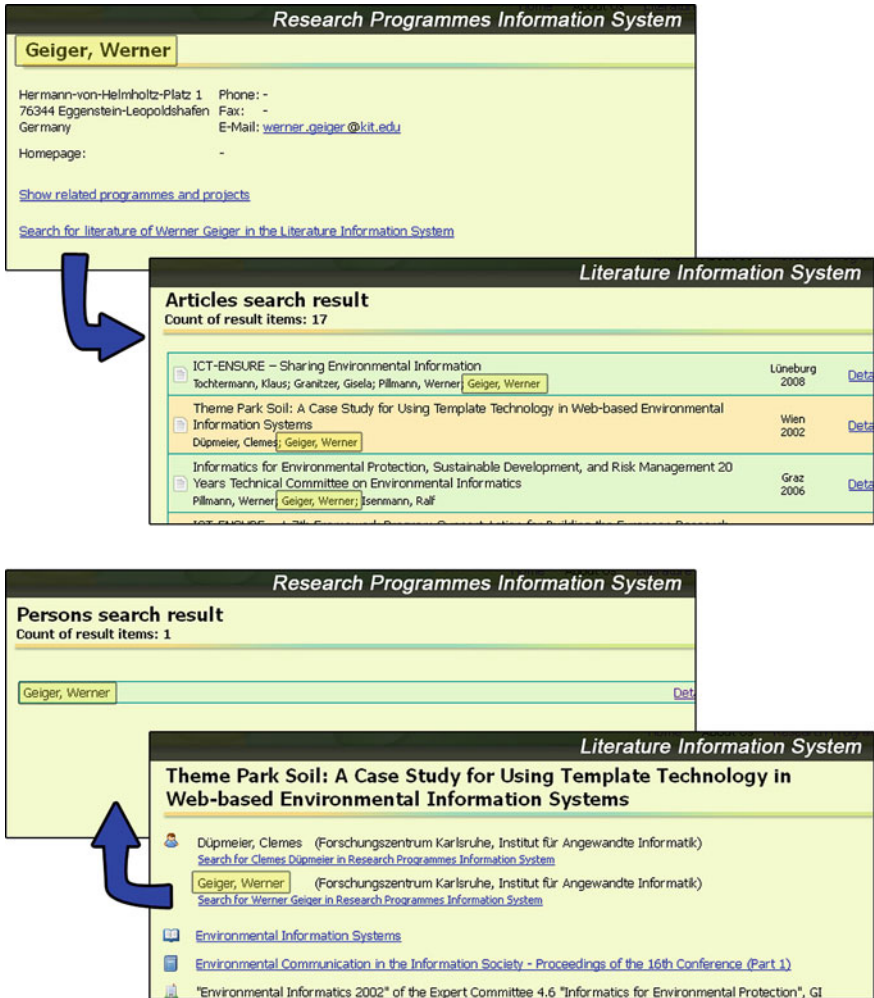 Research Programmes Information System
Geiger, Werner
Hermann-von-Helmholtz-Platz 1 Phone: -
76344 Eggenstein-Leopoldshafen Fax: -
Germany E-Mail: werner.geiger@kit.edu
Homepage: -
Show related programmes and projects
Search for literature of Werner Geiger in the Literature Information System
Literature Information System
Articles search result
Count of result items: 17
ICT-ENSURE – Sharing Environmental Information
Tochtermann, Klaus; Granitzer, Gisela; Pillmann, Werner; Geiger, Werner
Lüneburg
2008
Deta
Theme Park Soil: A Case Study for Using Template Technology in Web-based Environmental
Information Systems
Düpmeier, Clemes; Geiger, Werner
Wien
2002
Deta
Informatics for Environmental Protection, Sustainable Development, and Risk Management 20
Years Technical Committee on Environmental Informatics
Pillmann, Werner; Geiger, Werner; Isenmann, Ralf
Graz
2006
Deta
Research Programmes Information System
Persons search result
Count of result items: 1
Geiger, Werner
Deta
Literature Information System
Theme Park Soil: A Case Study for Using Template Technology in
Web-based Environmental Information Systems
Düpmeier, Clemes (Forschungszentrum Karlsruhe, Institut für Angewandte Informatik)
Search for Clemes Düpmeier in Research Programmes Information System
Geiger, Werner (Forschungszentrum Karlsruhe, Institut für Angewandte Informatik)
Search for Werner Geiger in Research Programmes Information System
Environmental Information Systems
Environmental Communication in the Information Society - Proceedings of the 16th Conference (Part 1)
"Environmental Informatics 2002" of the Expert Committee 4.6 "Informatics for Environmental Protection", GI